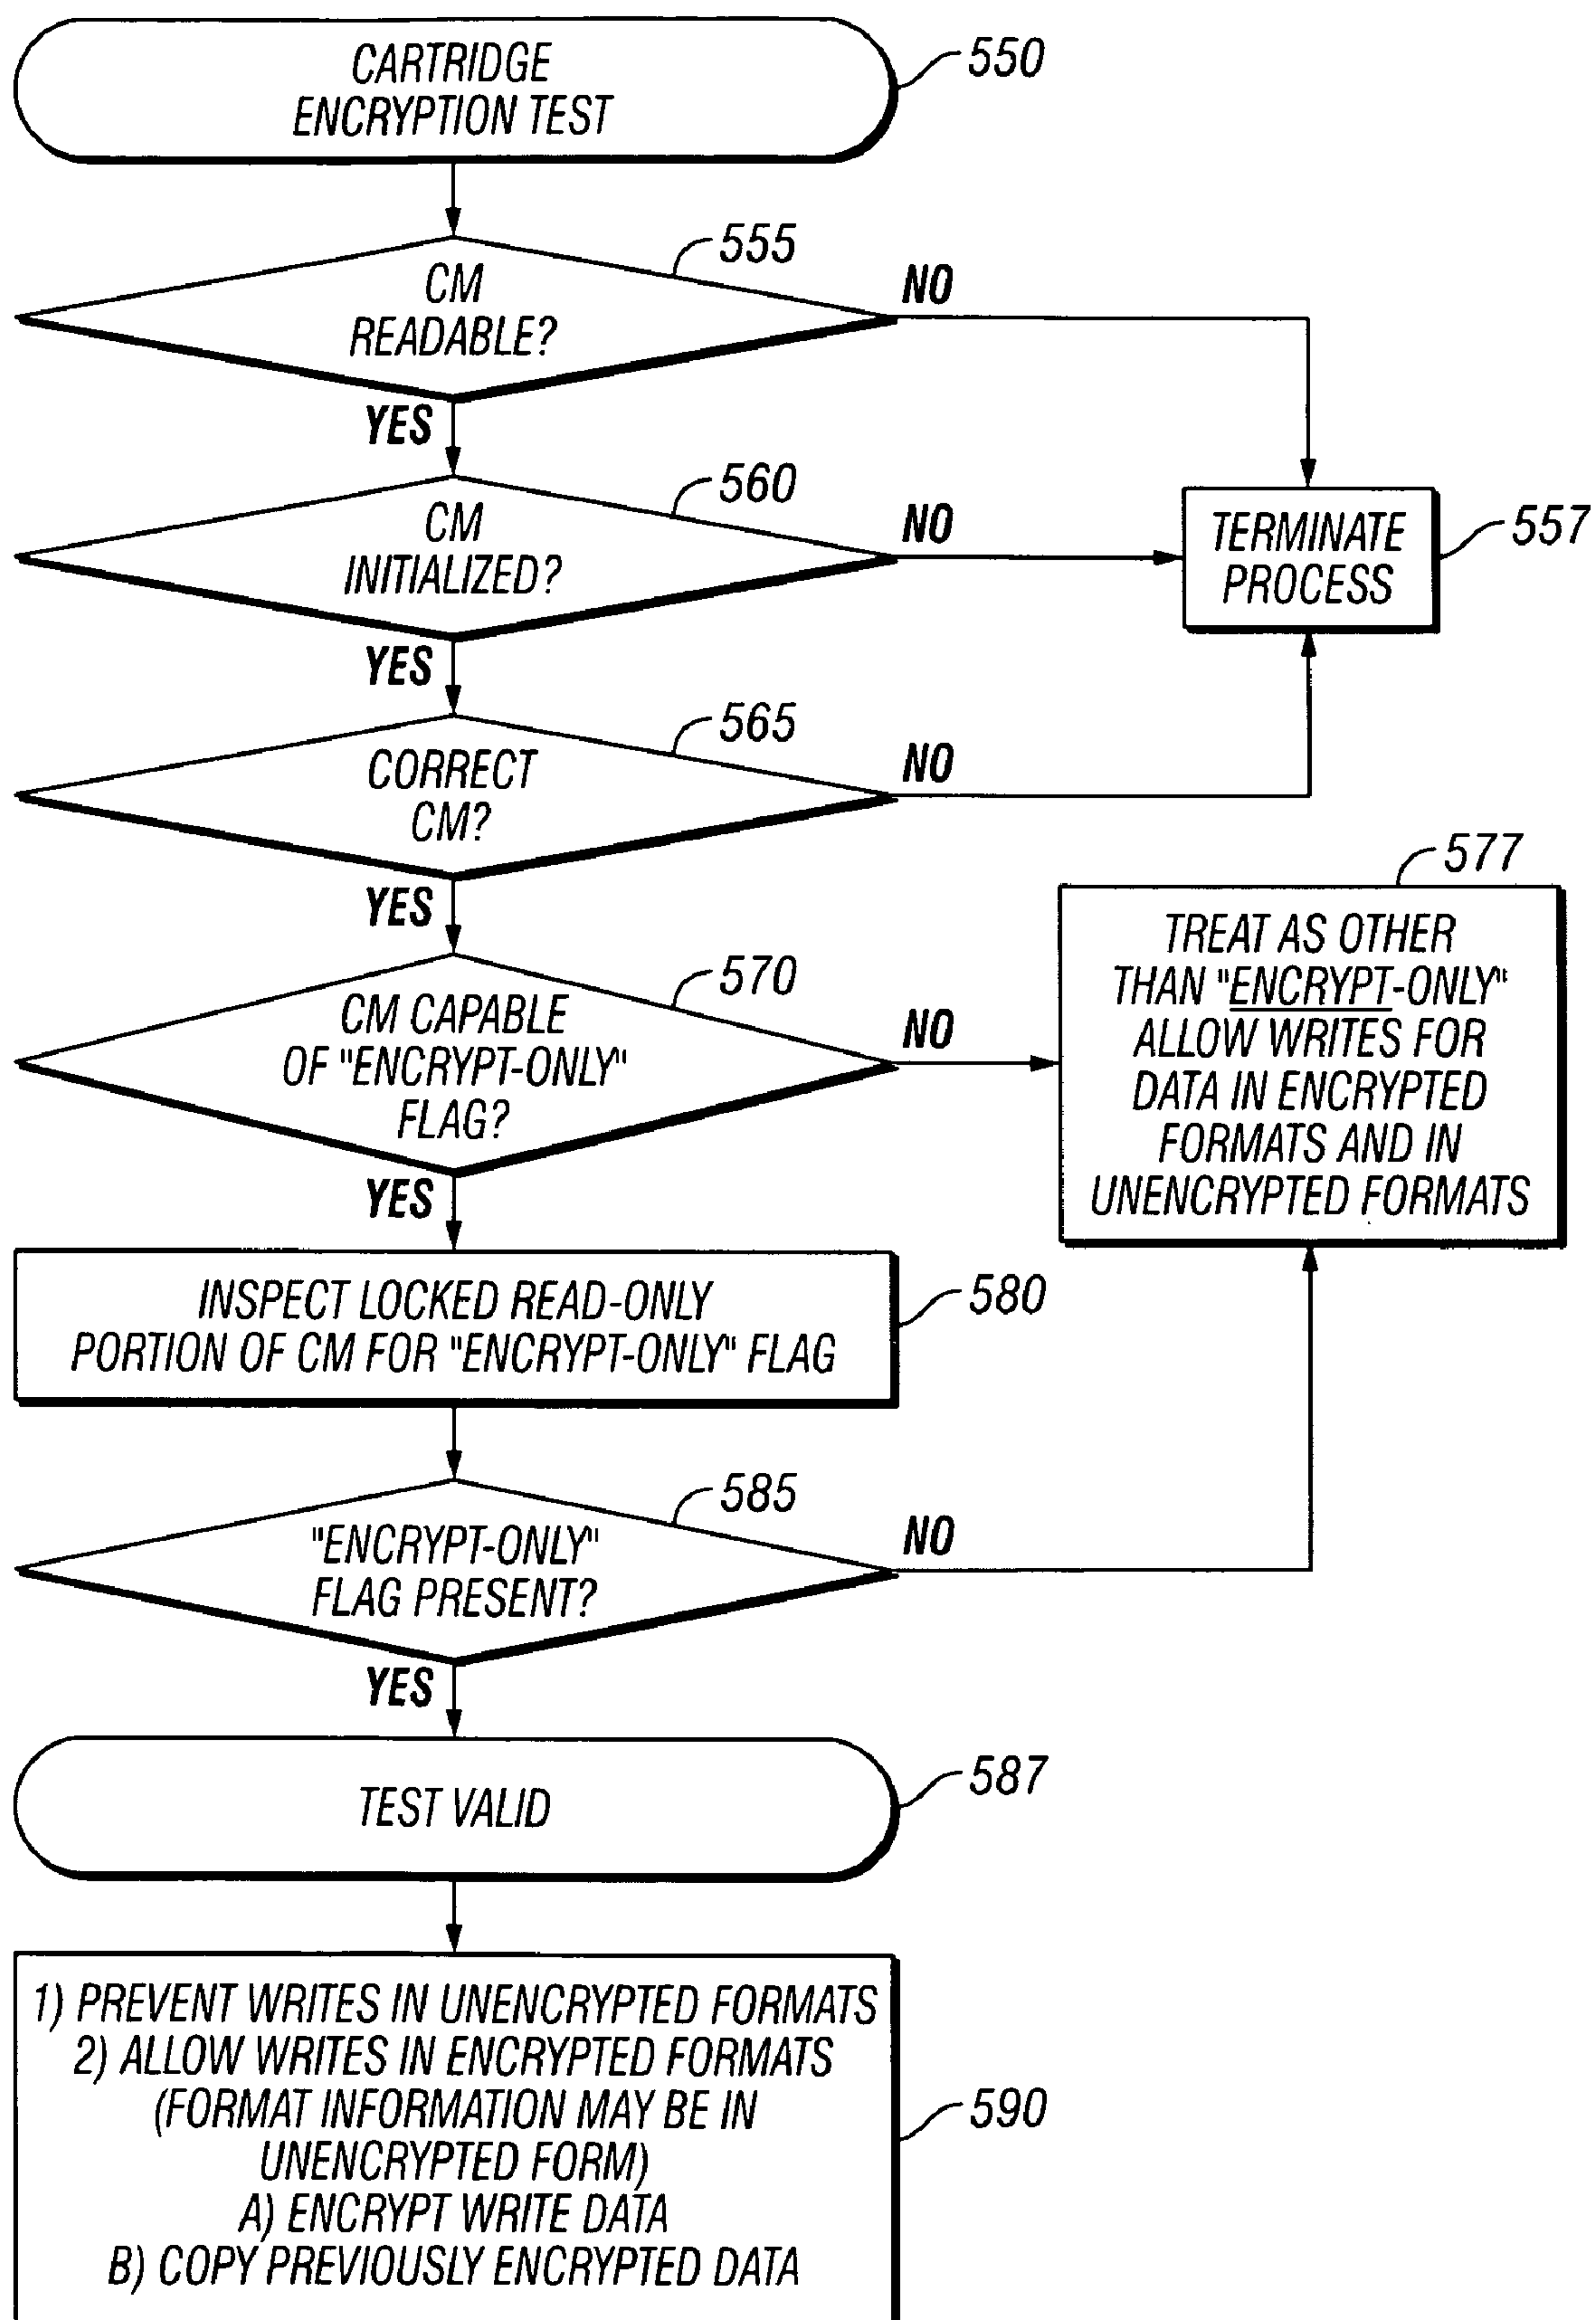 CARTRIDGE
ENCRYPTION TEST
550
CM
READABLE?
555
NO
YES
CM
INITIALIZED?
560
NO
TERMINATE
PROCESS
557
YES
CORRECT
CM?
565
NO
YES
CM CAPABLE
OF "ENCRYPT-ONLY"
FLAG?
570
NO
577
TREAT AS OTHER
THAN "ENCRYPT-ONLY"
ALLOW WRITES FOR
DATA IN ENCRYPTED
FORMATS AND IN
UNENCRYPTED FORMATS
YES
INSPECT LOCKED READ-ONLY
PORTION OF CM FOR "ENCRYPT-ONLY" FLAG
580
"ENCRYPT-ONLY"
FLAG PRESENT?
585
NO
YES
TEST VALID
587
1) PREVENT WRITES IN UNENCRYPTED FORMATS
2) ALLOW WRITES IN ENCRYPTED FORMATS
(FORMAT INFORMATION MAY BE IN
UNENCRYPTED FORM)
A) ENCRYPT WRITE DATA
B) COPY PREVIOUSLY ENCRYPTED DATA
590